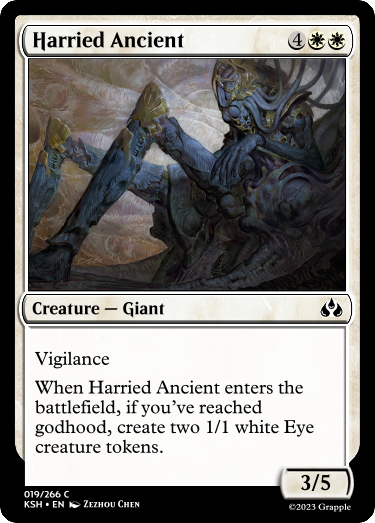 Harried Ancient 4
Creature — Giant
Vigilance
When Harried Ancient enters the
battlefield, if you've reached
godhood, create two 1/1 white Eye
creature tokens.
3/5
019/266 C
KSH • EN Zezhou Chen
©2023 Grapple